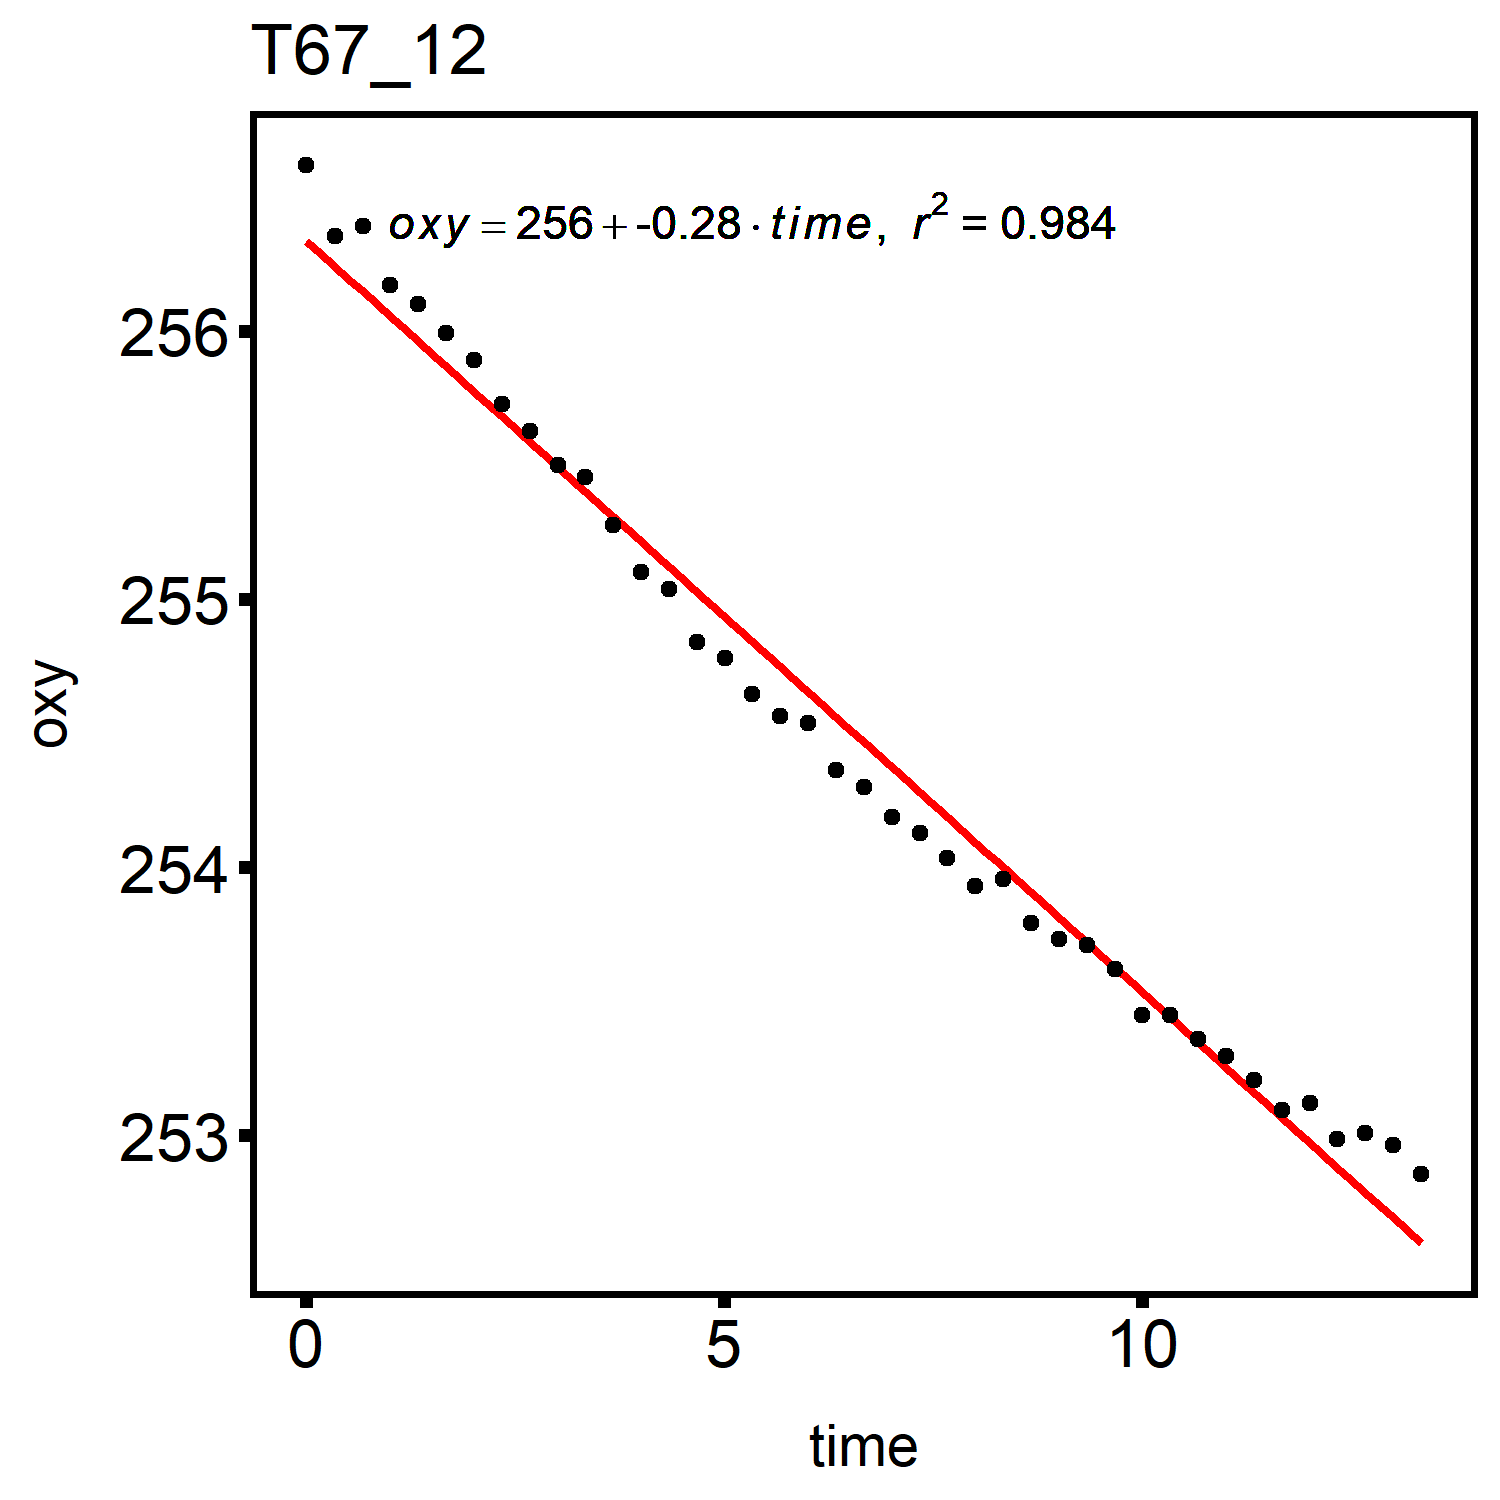 T67_12
oxy = 256 + -0.28 · time, r² = 0.984
256
255
254
253
oxy
0 5 10
time